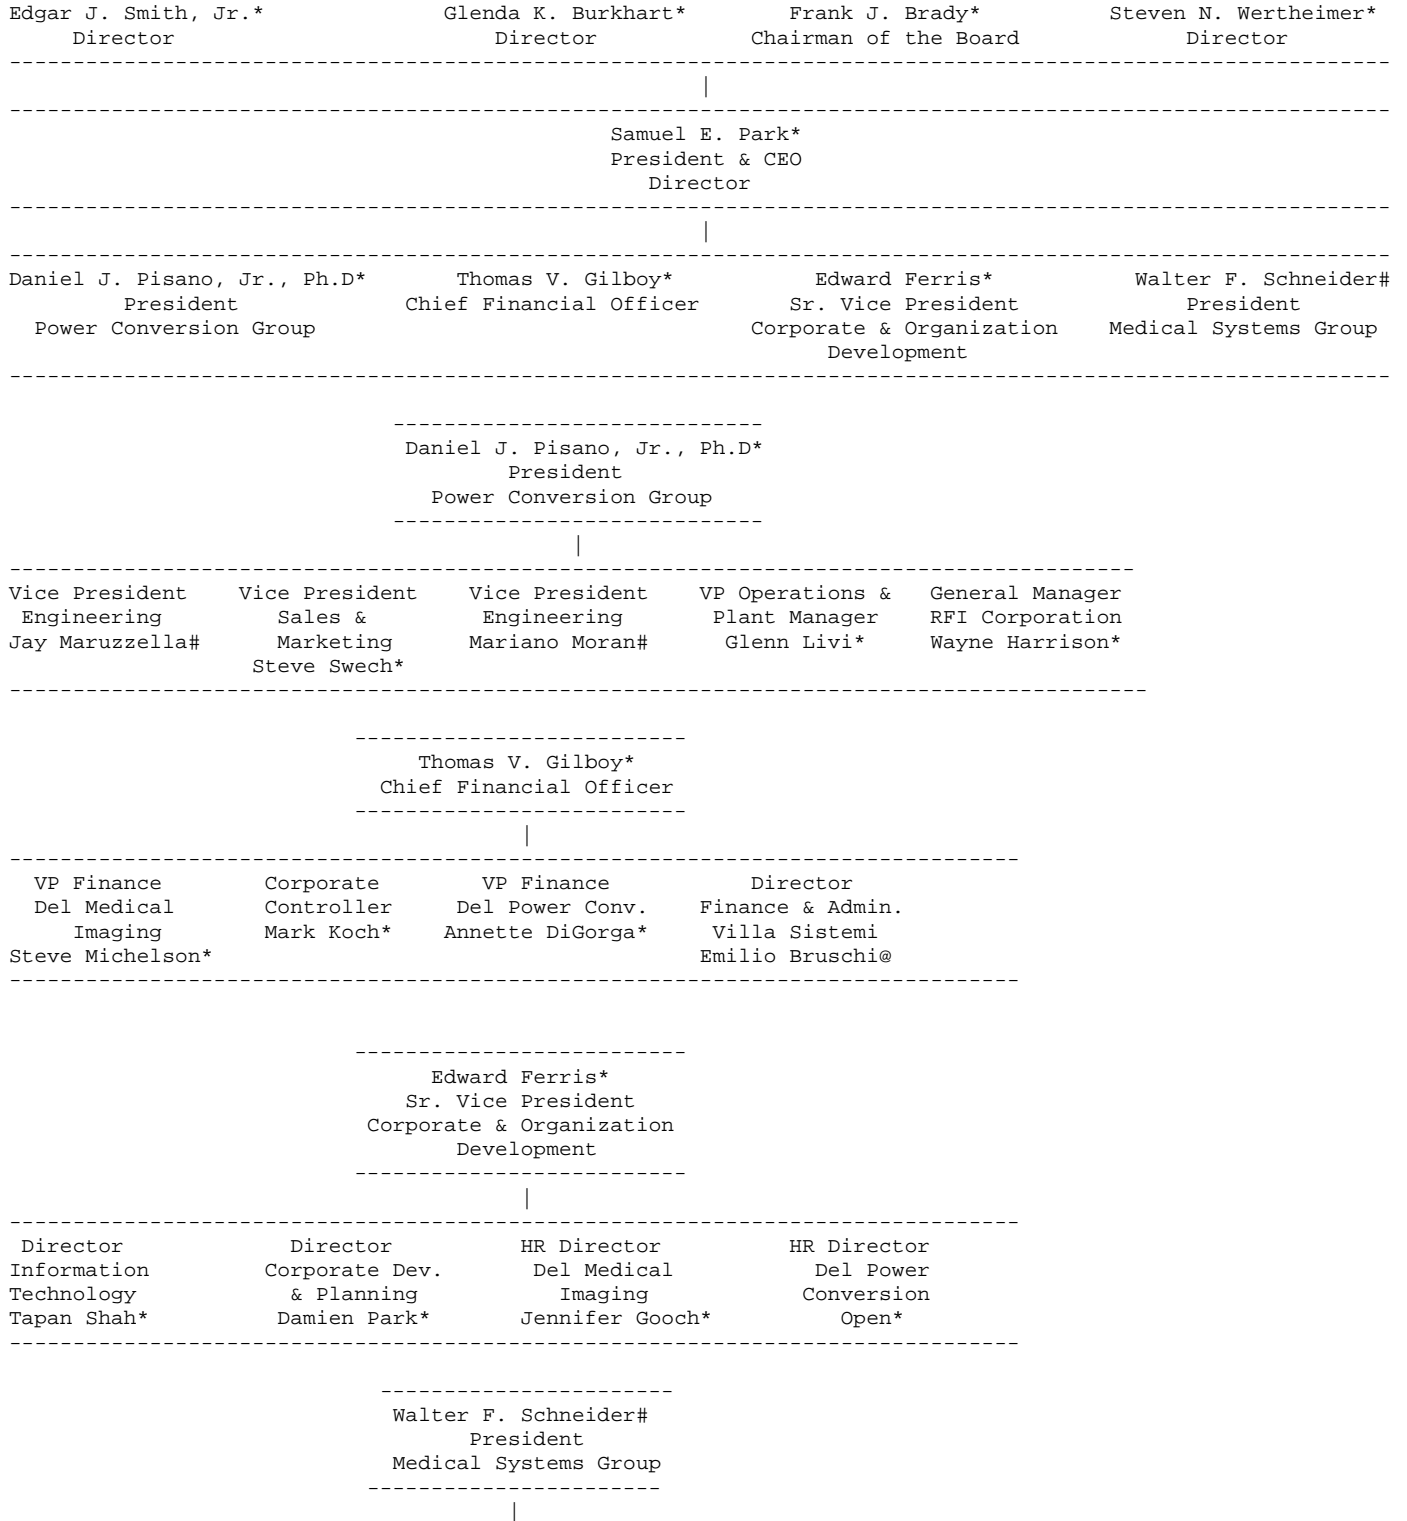 Edgar J. Smith, Jr.* Glenda K. Burkhart* Frank J. Brady* Steven N. Wertheimer*
Director Director Chairman of the Board Director
------------------------------------------------------------------------------------------------------------
|
------------------------------------------------------------------------------------------------------------
Samuel E. Park*
President & CEO
Director
------------------------------------------------------------------------------------------------------------
|
------------------------------------------------------------------------------------------------------------
Daniel J. Pisano, Jr., Ph.D* Thomas V. Gilboy* Edward Ferris* Walter F. Schneider#
President Chief Financial Officer Sr. Vice President President
Power Conversion Group Corporate & Organization Medical Systems Group
Development
------------------------------------------------------------------------------------------------------------
-----------------------------
Daniel J. Pisano, Jr., Ph.D*
President
Power Conversion Group
-----------------------------
|
----------------------------------------------------------------------------------------
Vice President Vice President Vice President VP Operations & General Manager
Engineering Sales & Engineering Plant Manager RFI Corporation
Jay Maruzzella# Marketing Mariano Moran# Glenn Livi* Wayne Harrison*
Steve Swech*
-----------------------------------------------------------------------------------------
--------------------------
Thomas V. Gilboy*
Chief Financial Officer
--------------------------
|
-------------------------------------------------------------------------------
VP Finance Corporate VP Finance Director
Del Medical Controller Del Power Conv. Finance & Admin.
Imaging Mark Koch* Annette DiGorga* Villa Sistemi
Steve Michelson* Emilio Bruschi@
-------------------------------------------------------------------------------
--------------------------
Edward Ferris*
Sr. Vice President
Corporate & Organization
Development
--------------------------
|
-------------------------------------------------------------------------------
Director Director HR Director HR Director
Information Corporate Dev. Del Medical Del Power
Technology & Planning Imaging Conversion
Tapan Shah* Damien Park* Jennifer Gooch* Open*
-------------------------------------------------------------------------------
-----------------------
Walter F. Schneider#
President
Medical Systems Group
-----------------------
|